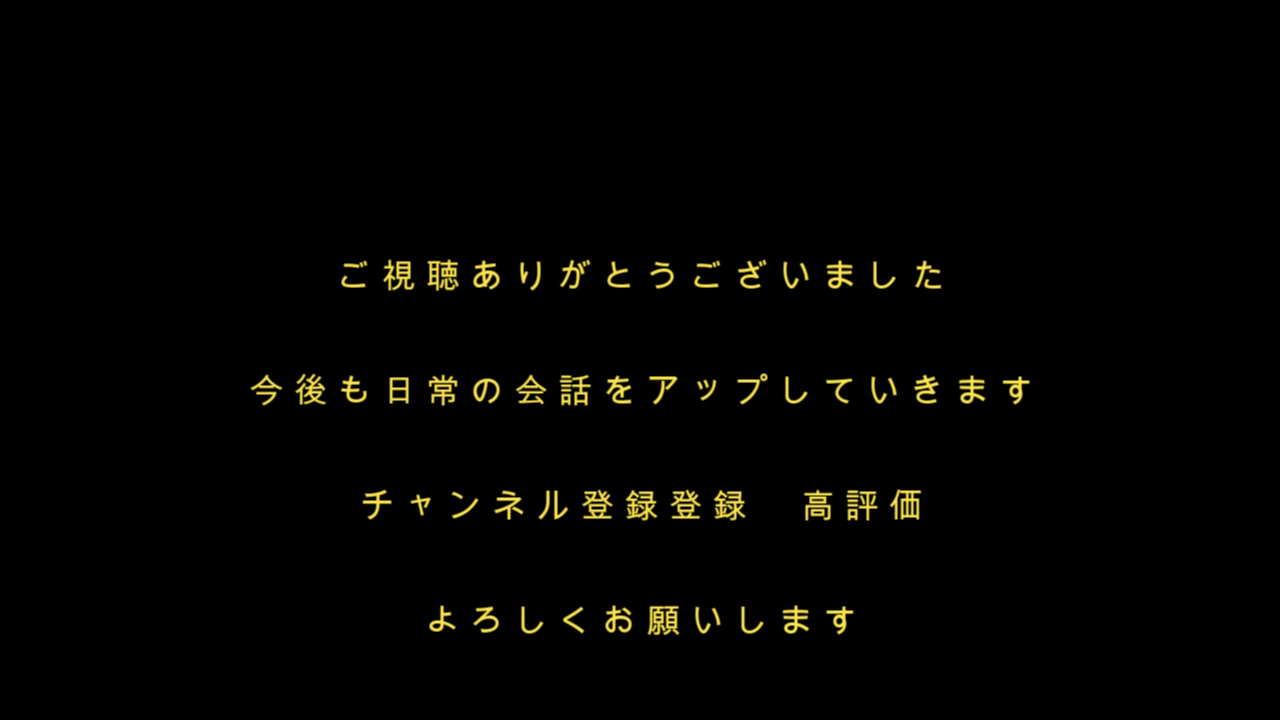 ご視聴ありがとうございました
今後も日常の会話をアップしていきます
チャンネル登録登録　高評価
よろしくお願いします